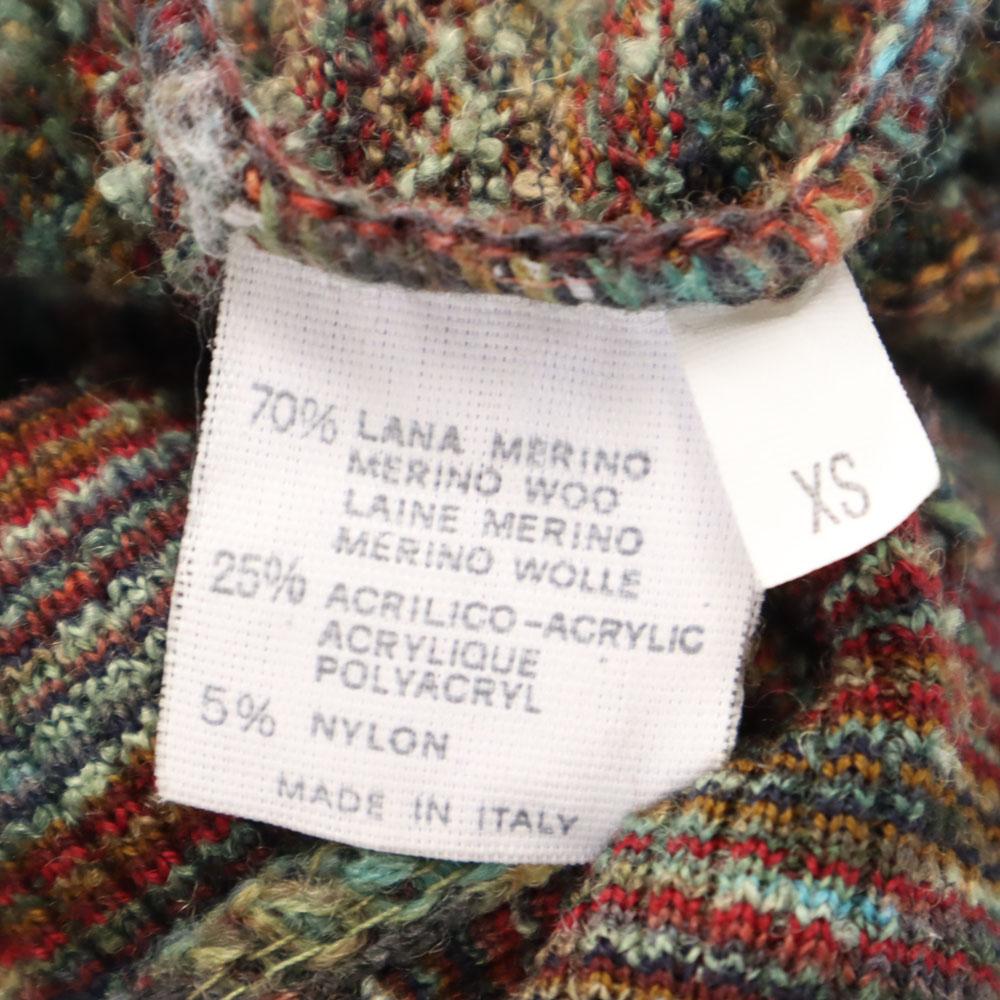 70% LANA MERINO
MERINO WOO
LAINE MERINO
MERINO WOLLE
25% ACRILICO-ACRYLIC
ACRYLIQUE
POLYACRYL
5% NYLON
MADE IN ITALY
XS